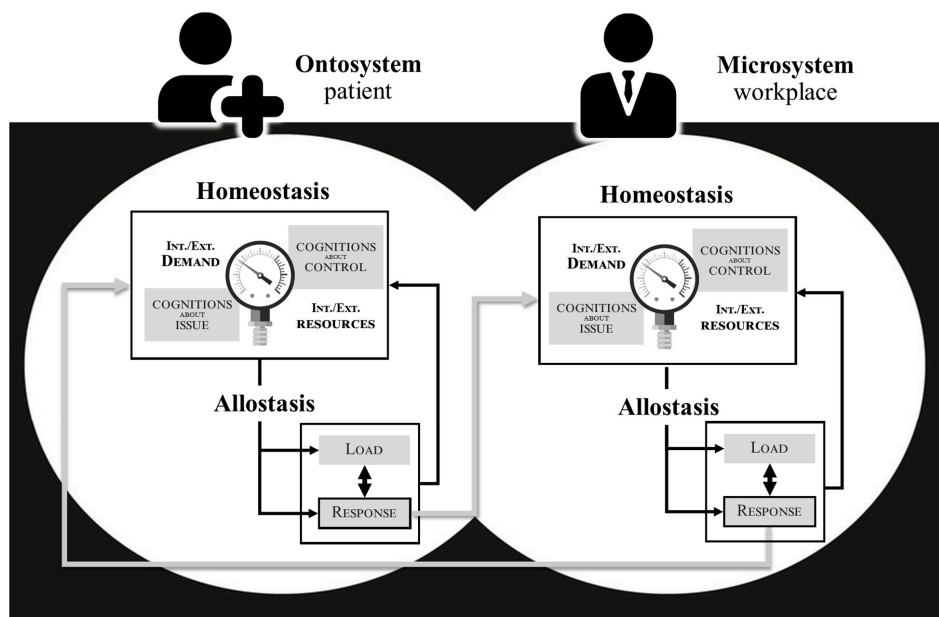 Ontosystem
patient
Microsystem
workplace
Homeostasis
INT./EXT.
DEMAND
COGNITIONS
ABOUT
CONTROL
COGNITIONS
ABOUT
ISSUE
INT./EXT.
RESOURCES
Allostasis
LOAD
RESPONSE
Homeostasis
INT./EXT.
DEMAND
COGNITIONS
ABOUT
CONTROL
COGNITIONS
ABOUT
ISSUE
INT./EXT.
RESOURCES
Allostasis
LOAD
RESPONSE